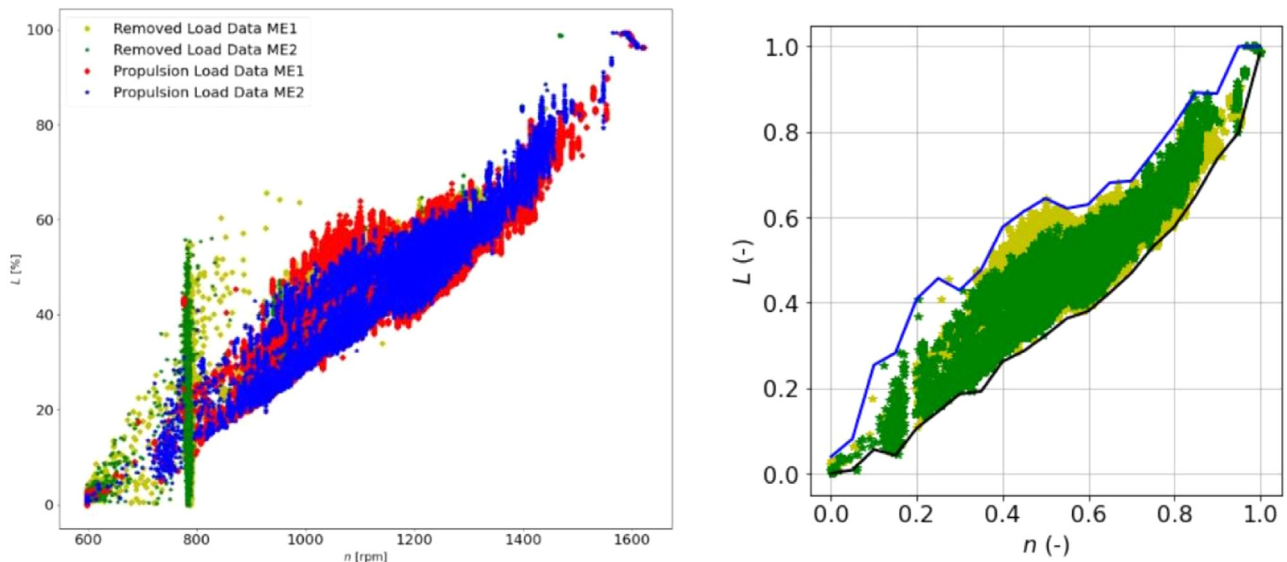 Removed Load Data ME1
Removed Load Data ME2
Propulsion Load Data ME1
Propulsion Load Data ME2
100
80
60
40
20
0
L [%]
600 800 1000 1200 1400 1600
n [rpm]
1.0
0.8
0.6
0.4
0.2
0.0
L (-)
0.0 0.2 0.4 0.6 0.8 1.0
n (-)